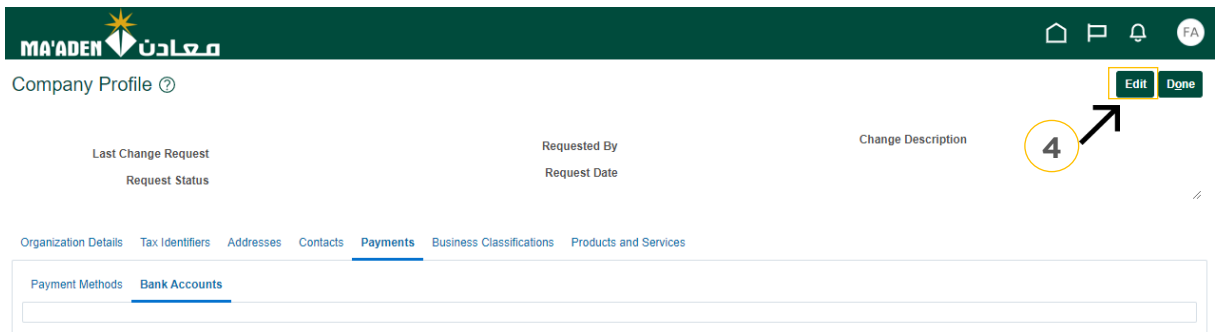 MA'ADEN معادن
FA
Company Profile ?
Edit Done
4
Last Change Request
Request Status
Requested By
Request Date
Change Description
Organization Details Tax Identifiers Addresses Contacts Payments Business Classifications Products and Services
Payment Methods Bank Accounts